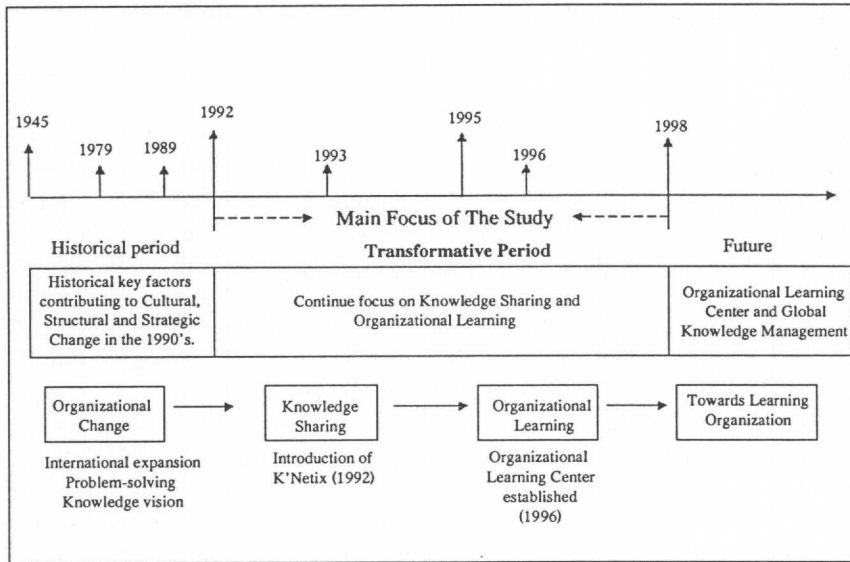 1945
1979
1989
1992
1993
1995
1996
1998
Main Focus of The Study
Historical period
Transformative Period
Future
Historical key factors
contributing to Cultural,
Structural and Strategic
Change in the 1990's.
Continue focus on Knowledge Sharing and
Organizational Learning
Organizational Learning
Center and Global
Knowledge Management
Organizational
Change
Knowledge
Sharing
Organizational
Learning
Towards Learning
Organization
International expansion
Problem-solving
Knowledge vision
Introduction of
K'Netix (1992)
Organizational
Learning Center
established
(1996)